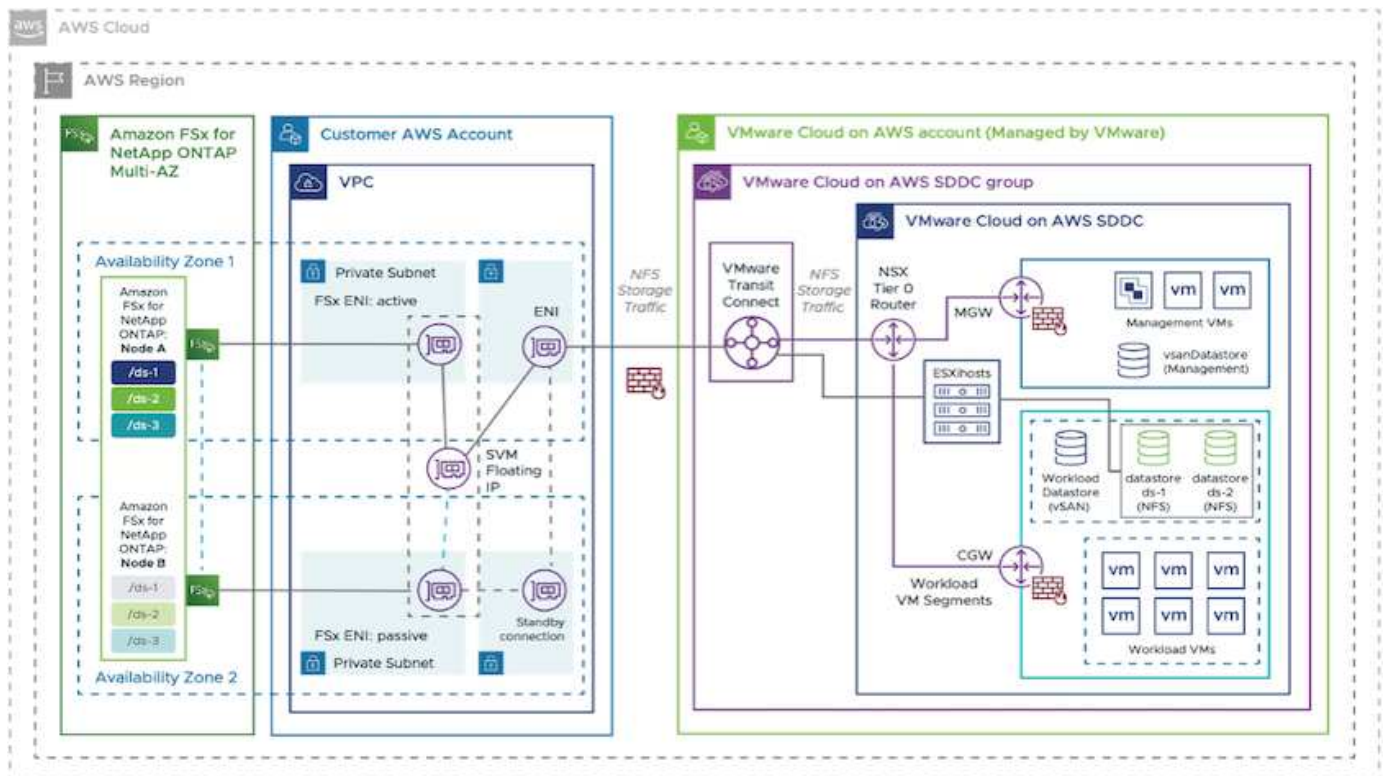 aws
AWS Cloud
AWS Region
FSx
Amazon FSx for
NetApp ONTAP
Multi-AZ
Availability Zone 1
Amazon
FSx for
NetApp
ONTAP:
Node A
/ds-1
/ds-2
/ds-3
FSx
Amazon
FSx for
NetApp
ONTAP:
Node B
/ds-1
/ds-2
/ds-3
FSx
Availability Zone 2
Customer AWS Account
VPC
Private Subnet
FSx ENI: active
ENI
SVM
Floating
IP
FSx ENI: passive
Private Subnet
Standby
connection
NFS
Storage
Traffic
VMware Cloud on AWS account (Managed by VMware)
VMware Cloud on AWS SDDC group
VMware
Transit
Connect
NFS
Storage
Traffic
VMware Cloud on AWS SDDC
NSX
Tier 0
Router
MGW
vm
vm
Management VMs
vsanDatastore
(Management)
ESXihosts
Workload
Datastore
(vSAN)
datastore
ds-1
(NFS)
datastore
ds-2
(NFS)
CGW
Workload
VM Segments
vm
vm
vm
vm
vm
vm
Workload VMs